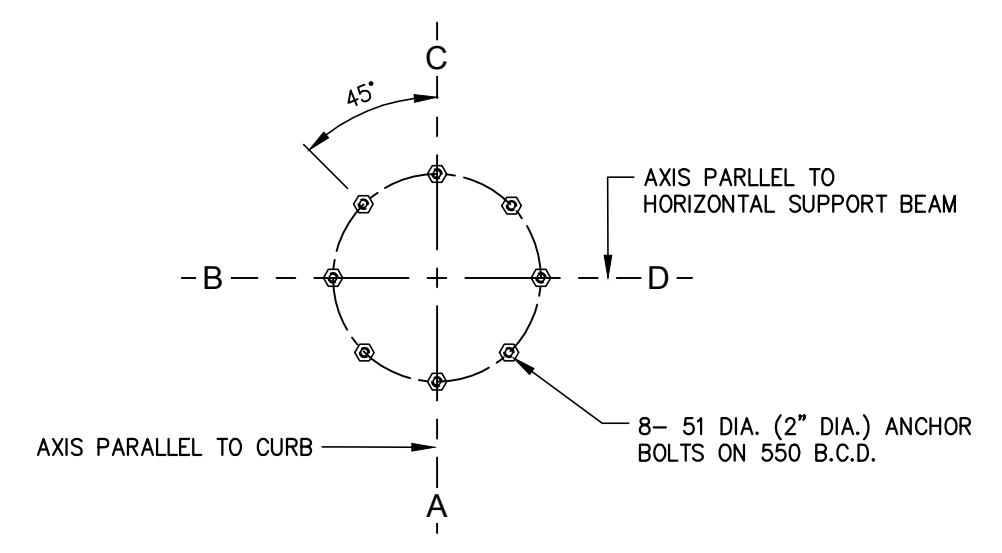 C
45°
AXIS PARLLEL TO
HORIZONTAL SUPPORT BEAM
B
D
8– 51 DIA. (2" DIA.) ANCHOR
BOLTS ON 550 B.C.D.
AXIS PARALLEL TO CURB
A